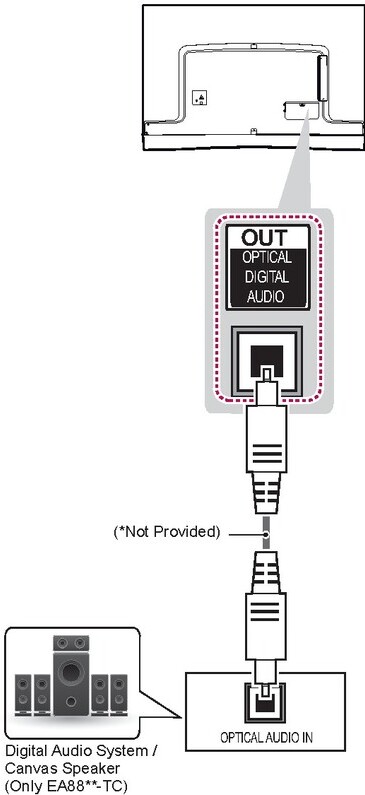 OUT
OPTICAL
DIGITAL
AUDIO
(*Not Provided)
OPTICAL AUDIO IN
Digital Audio System /
Canvas Speaker
(Only EA88**-TC)